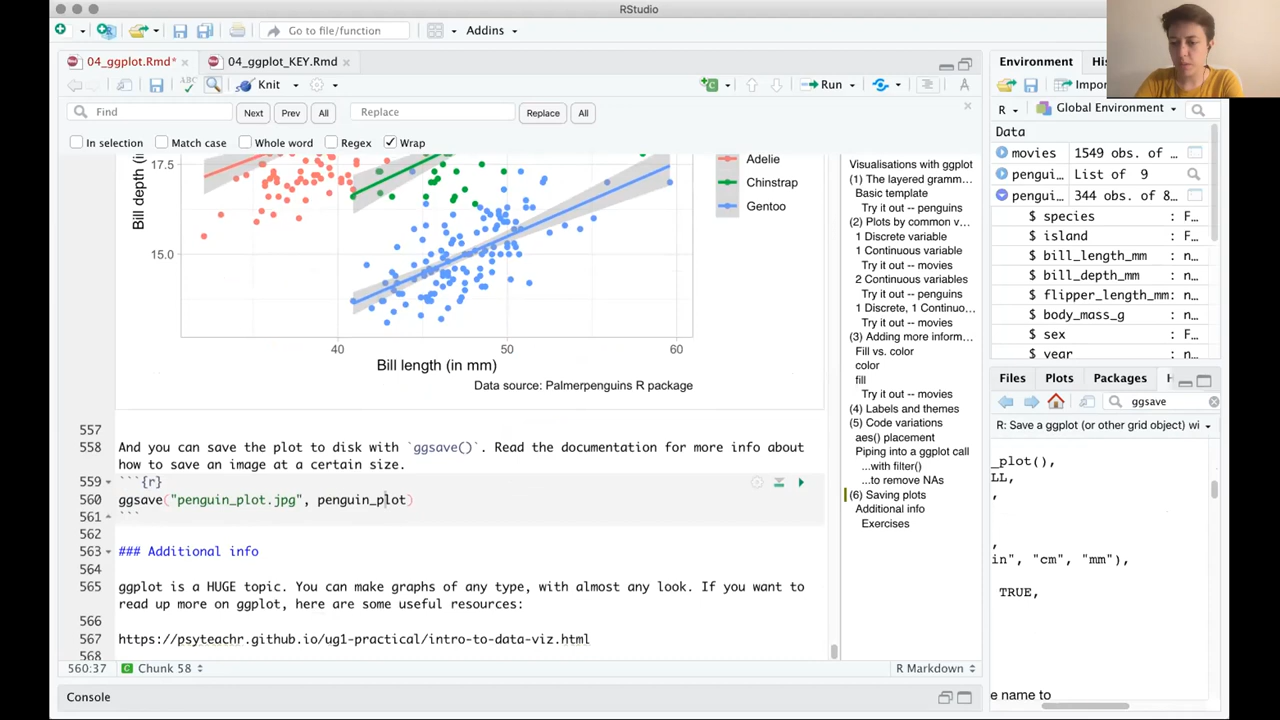 RStudio
Go to file/function
Addins
04_ggplot.Rmd*
04_ggplot_KEY.Rmd
Environment
His
ABC
Knit
Run
Impor
Find
Next
Prev
All
Replace
Replace
All
R
Global Environment
In selection
Match case
Whole word
Regex
Wrap
Data
movies 1549 obs. of …
pengui… List of 9
pengui… 344 obs. of 8…
$ species : F…
$ island : F…
$ bill_length_mm : n…
$ bill_depth_mm : n…
$ flipper_length_mm: n…
$ body_mass_g : n…
$ sex : F…
$ year : n…
Bill depth (in
17.5
15.0
40
50
60
Bill length (in mm)
Data source: Palmerpenguins R package
Adelie
Chinstrap
Gentoo
Visualisations with ggplot
(1) The layered gramm…
Basic template
Try it out -- penguins
(2) Plots by common v…
1 Discrete variable
1 Continuous variable
Try it out -- movies
2 Continuous variables
Try it out -- penguins
1 Discrete, 1 Continuo…
Try it out -- movies
(3) Adding more inform…
Fill vs. color
color
fill
Try it out -- movies
(4) Labels and themes
(5) Code variations
aes() placement
Piping into a ggplot call
…with filter()
…to remove NAs
(6) Saving plots
Additional info
Exercises
557
558 And you can save the plot to disk with `ggsave()`. Read the documentation for more info about
how to save an image at a certain size.
559 ```{r}
560 ggsave("penguin_plot.jpg", penguin_plot)
561 ```
562
563 ### Additional info
564
565 ggplot is a HUGE topic. You can make graphs of any type, with almost any look. If you want to
read up more on ggplot, here are some useful resources:
566
567 https://psyteachr.github.io/ug1-practical/intro-to-data-viz.html
568
560:37
Chunk 58
R Markdown
Console
Files
Plots
Packages
ggsave
R: Save a ggplot (or other grid object) wi
_plot(),
LL,
,
,
in", "cm", "mm"),
TRUE,
e name to